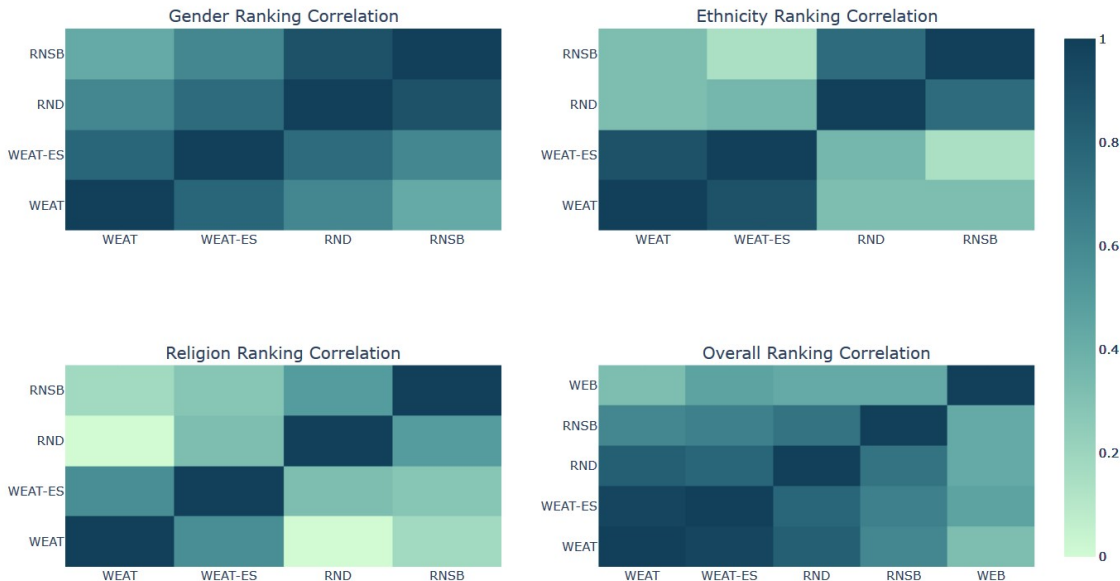 Gender Ranking Correlation
RNSB
RND
WEAT-ES
WEAT
WEAT WEAT-ES RND RNSB
Ethnicity Ranking Correlation
RNSB
RND
WEAT-ES
WEAT
WEAT WEAT-ES RND RNSB
Religion Ranking Correlation
RNSB
RND
WEAT-ES
WEAT
WEAT WEAT-ES RND RNSB
Overall Ranking Correlation
WEB
RNSB
RND
WEAT-ES
WEAT
WEAT WEAT-ES RND RNSB WEB
1
0.8
0.6
0.4
0.2
0